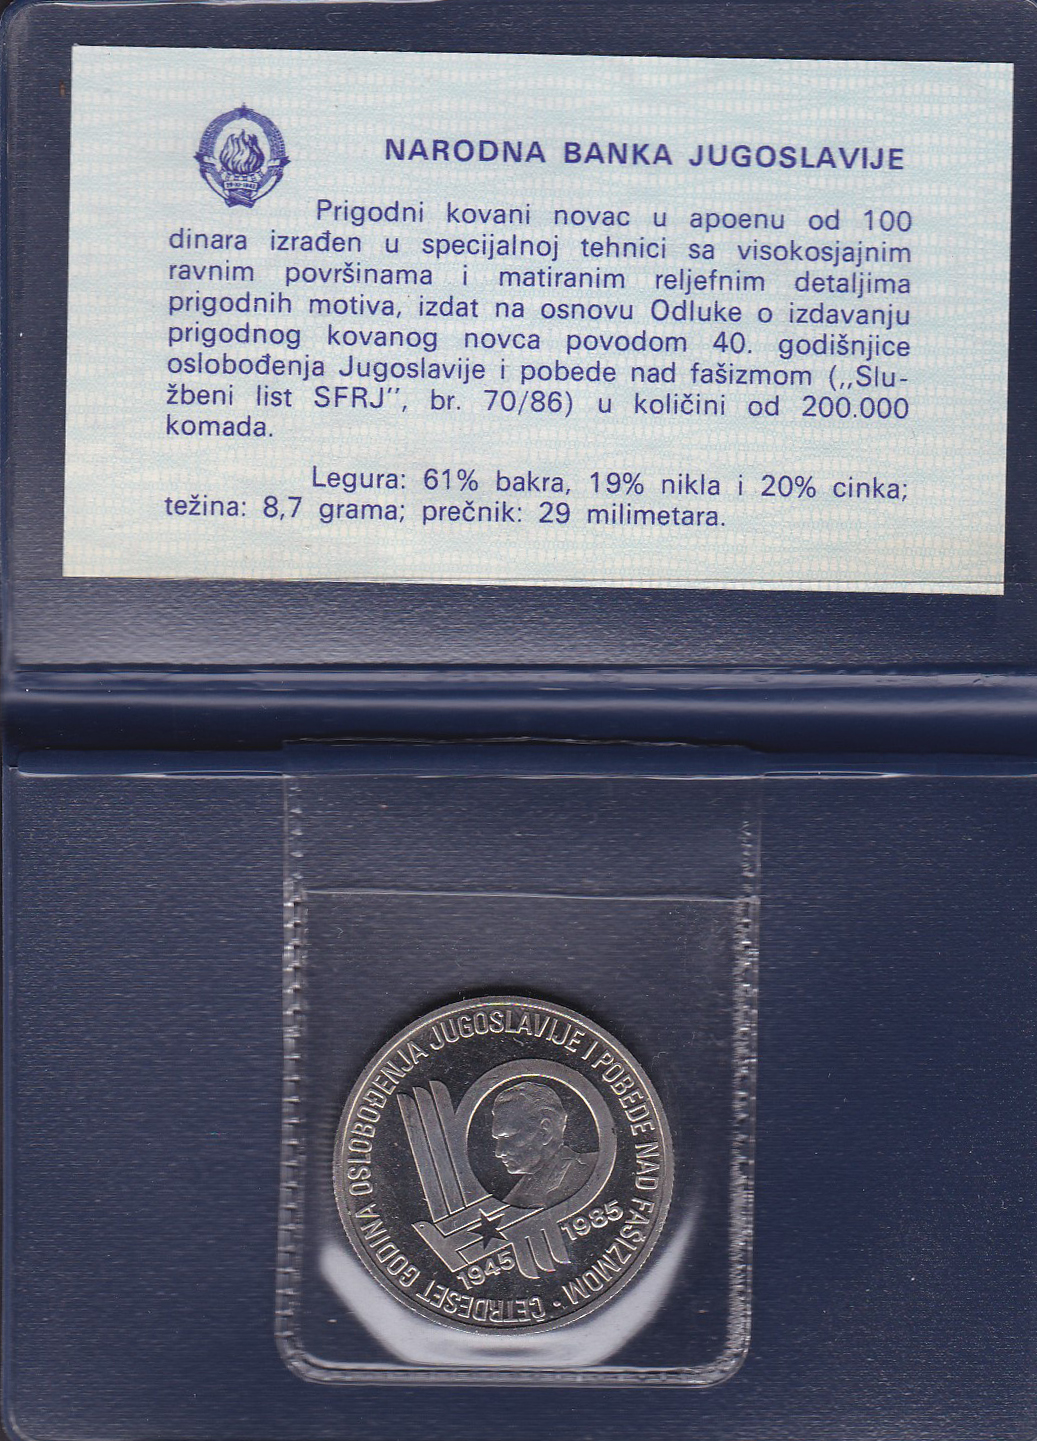 29·XI·1943
NARODNA BANKA JUGOSLAVIJE
Prigodni kovani novac u apoenu od 100
dinara izrađen u specijalnoj tehnici sa visokosjajnim
ravnim površinama i matiranim reljefnim detaljima
prigodnih motiva, izdat na osnovu Odluke o izdavanju
prigodnog kovanog novca povodom 40. godišnjice
oslobođenja Jugoslavije i pobede nad fašizmom („Slu-
žbeni list SFRJ", br. 70/86) u količini od 200.000
komada.
Legura: 61% bakra, 19% nikla i 20% cinka;
težina: 8,7 grama; prečnik: 29 milimetara.
ČETRDESET GODINA OSLOBOĐENJA JUGOSLAVIJE I POBEDE NAD FAŠIZMOM ·
1945
1985